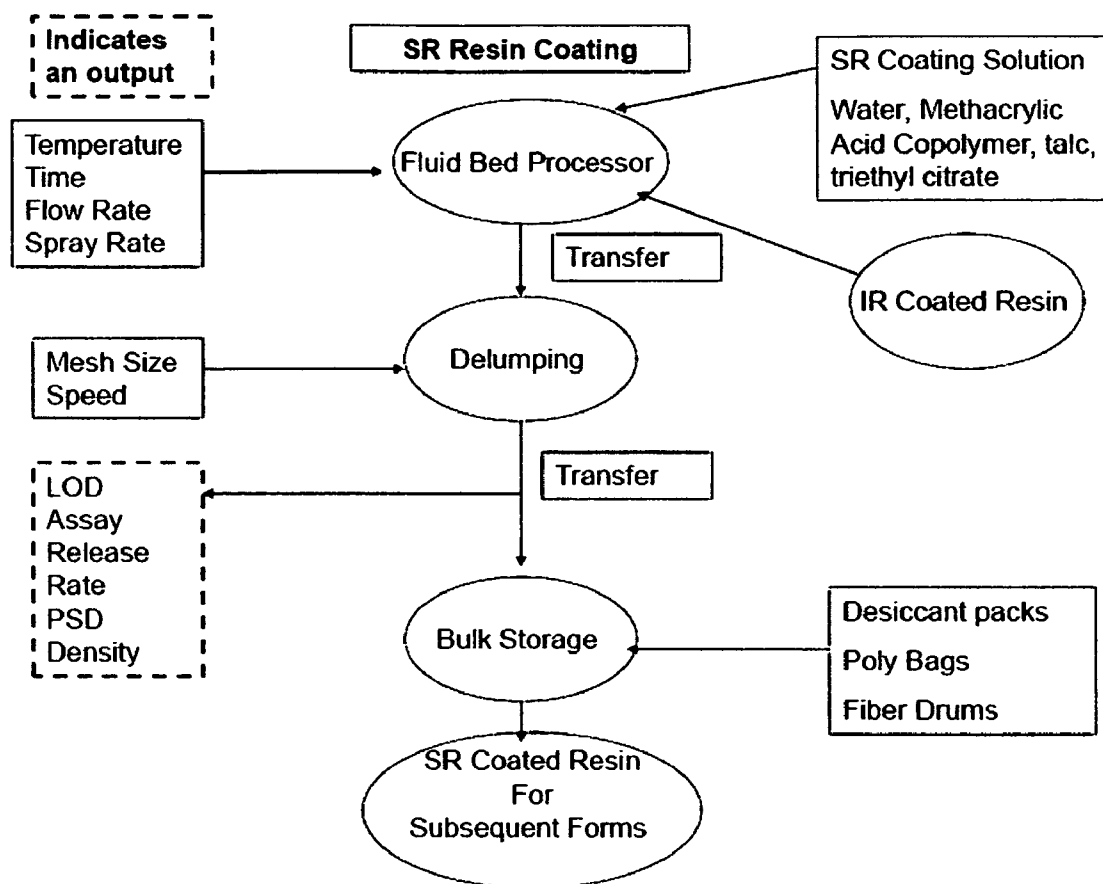 Indicates
an output
SR Resin Coating
SR Coating Solution
Water, Methacrylic
Acid Copolymer, talc,
triethyl citrate
Temperature
Time
Flow Rate
Spray Rate
Fluid Bed Processor
Transfer
IR Coated Resin
Mesh Size
Speed
Delumping
Transfer
LOD
Assay
Release
Rate
PSD
Density
Bulk Storage
Desiccant packs
Poly Bags
Fiber Drums
SR Coated Resin
For
Subsequent Forms